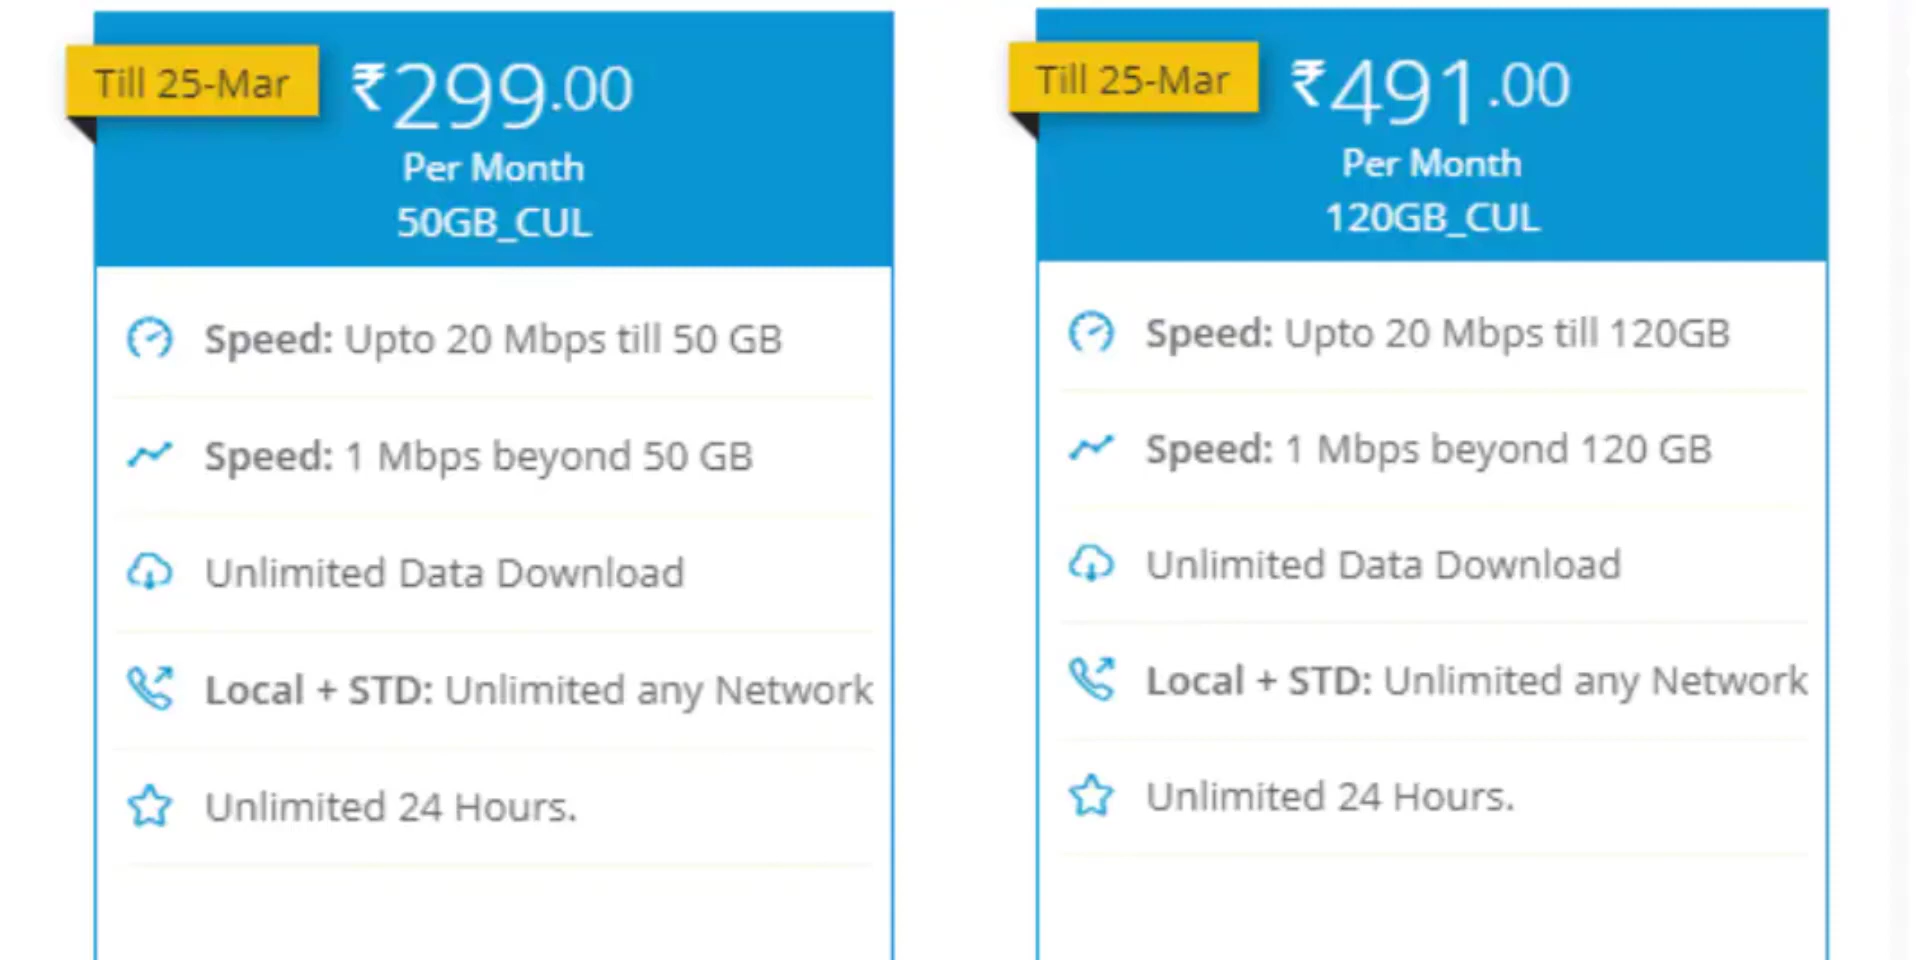 Till 25-Mar
₹299.00
Per Month
50GB_CUL
Speed: Upto 20 Mbps till 50 GB
Speed: 1 Mbps beyond 50 GB
Unlimited Data Download
Local + STD: Unlimited any Network
Unlimited 24 Hours.
Till 25-Mar
₹491.00
Per Month
120GB_CUL
Speed: Upto 20 Mbps till 120GB
Speed: 1 Mbps beyond 120 GB
Unlimited Data Download
Local + STD: Unlimited any Network
Unlimited 24 Hours.